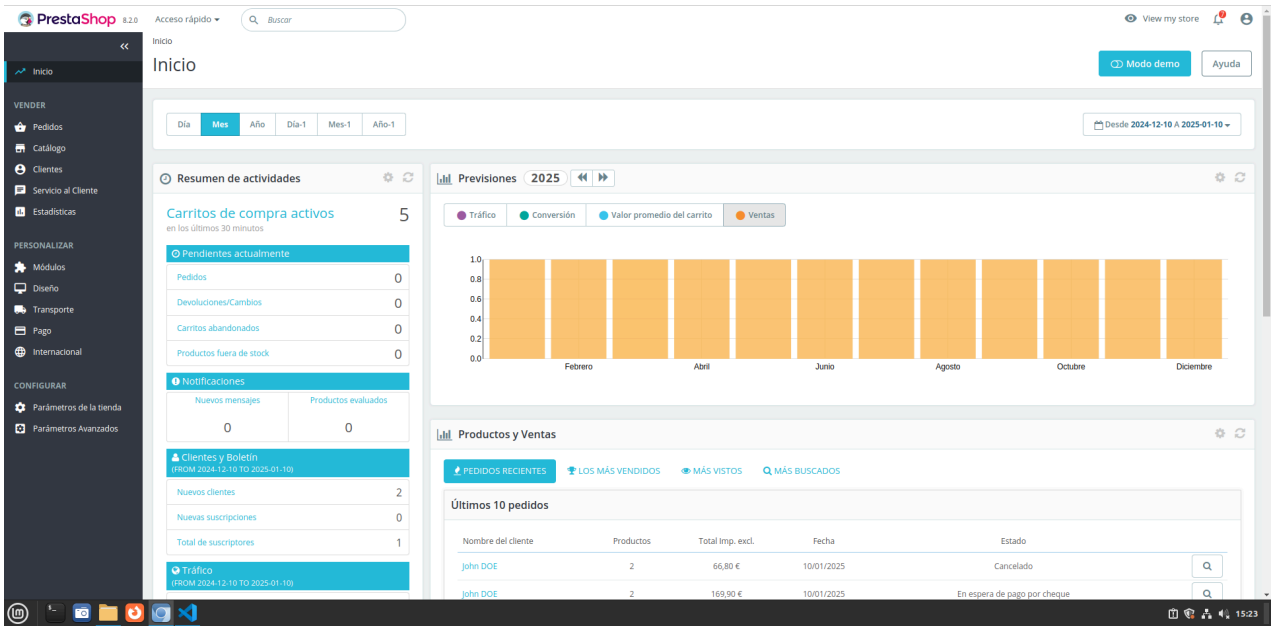 PrestaShop 8.2.0 Acceso rápido Buscar View my store 7
Inicio
Inicio
Modo demo Ayuda
Inicio
VENDER
Pedidos
Catálogo
Clientes
Servicio al Cliente
Estadísticas
PERSONALIZAR
Módulos
Diseño
Transporte
Pago
Internacional
CONFIGURAR
Parámetros de la tienda
Parámetros Avanzados
Día Mes Año Día-1 Mes-1 Año-1 Desde 2024-12-10 A 2025-01-10
Resumen de actividades
Carritos de compra activos 5
en los últimos 30 minutos
Pendientes actualmente
Pedidos 0
Devoluciones/Cambios 0
Carritos abandonados 0
Productos fuera de stock 0
Notificaciones
Nuevos mensajes Productos evaluados
0 0
Clientes y Boletín
(FROM 2024-12-10 TO 2025-01-10)
Nuevos clientes 2
Nuevas suscripciones 0
Total de suscriptores 1
Tráfico
(FROM 2024-12-10 TO 2025-01-10)
Previsiones 2025
Tráfico Conversión Valor promedio del carrito Ventas
1.0
0.8
0.6
0.4
0.2
0.0
Febrero Abril Junio Agosto Octubre Diciembre
Productos y Ventas
PEDIDOS RECIENTES LOS MÁS VENDIDOS MÁS VISTOS MÁS BUSCADOS
Últimos 10 pedidos
Nombre del cliente Productos Total Imp. excl. Fecha Estado
John DOE 2 66,80 € 10/01/2025 Cancelado
John DOE 2 169,90 € 10/01/2025 En espera de pago por cheque
15:23